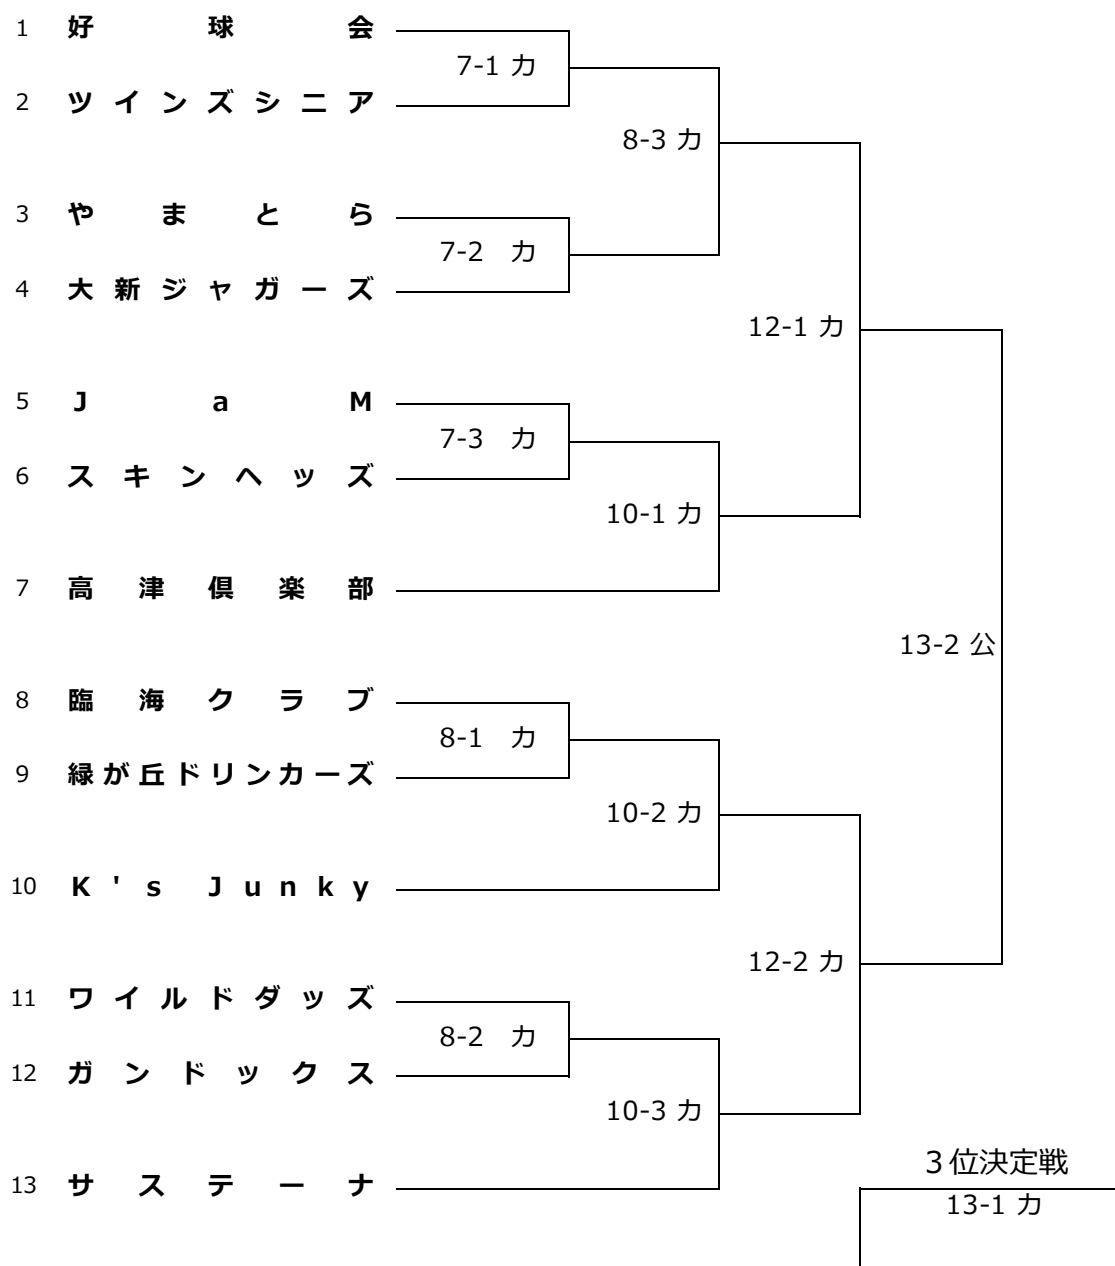 1 好球会
7-1 カ
2 ツインズシニア
8-3 カ
3 やまとら
7-2 カ
4 大新ジャガーズ
12-1 カ
5 JaM
7-3 カ
6 スキンヘッズ
10-1 カ
7 高津倶楽部
13-2 公
8 臨海クラブ
8-1 カ
9 緑が丘ドリンカーズ
10-2 カ
10 K's Junky
12-2 カ
11 ワイルドダッズ
8-2 カ
12 ガンドックス
10-3 カ
3位決定戦
13 サステーナ
13-1 カ